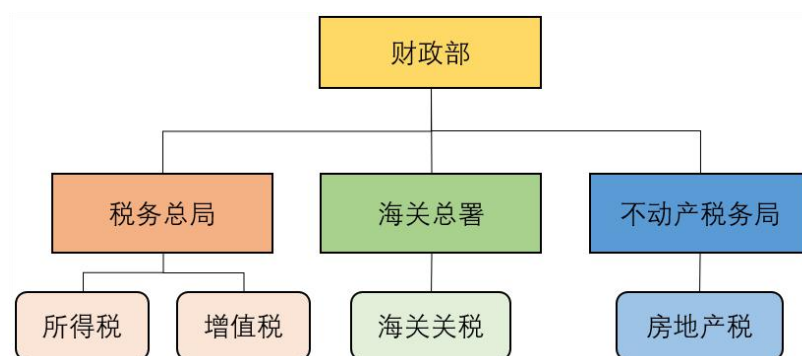 财政部
税务总局
海关总署
不动产税务局
所得税
增值税
海关关税
房地产税